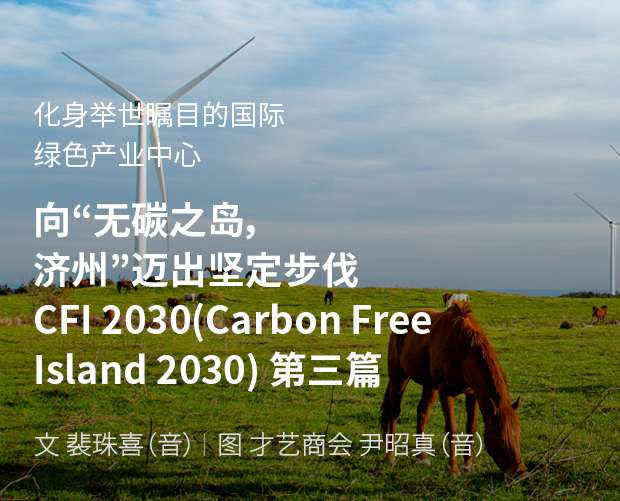 化身举世瞩目的国际
绿色产业中心
向“无碳之岛,
济州”迈出坚定步伐
CFI 2030(Carbon Free
Island 2030) 第三篇
文 裴珠喜(音)｜图 才艺商会 尹昭真(音)